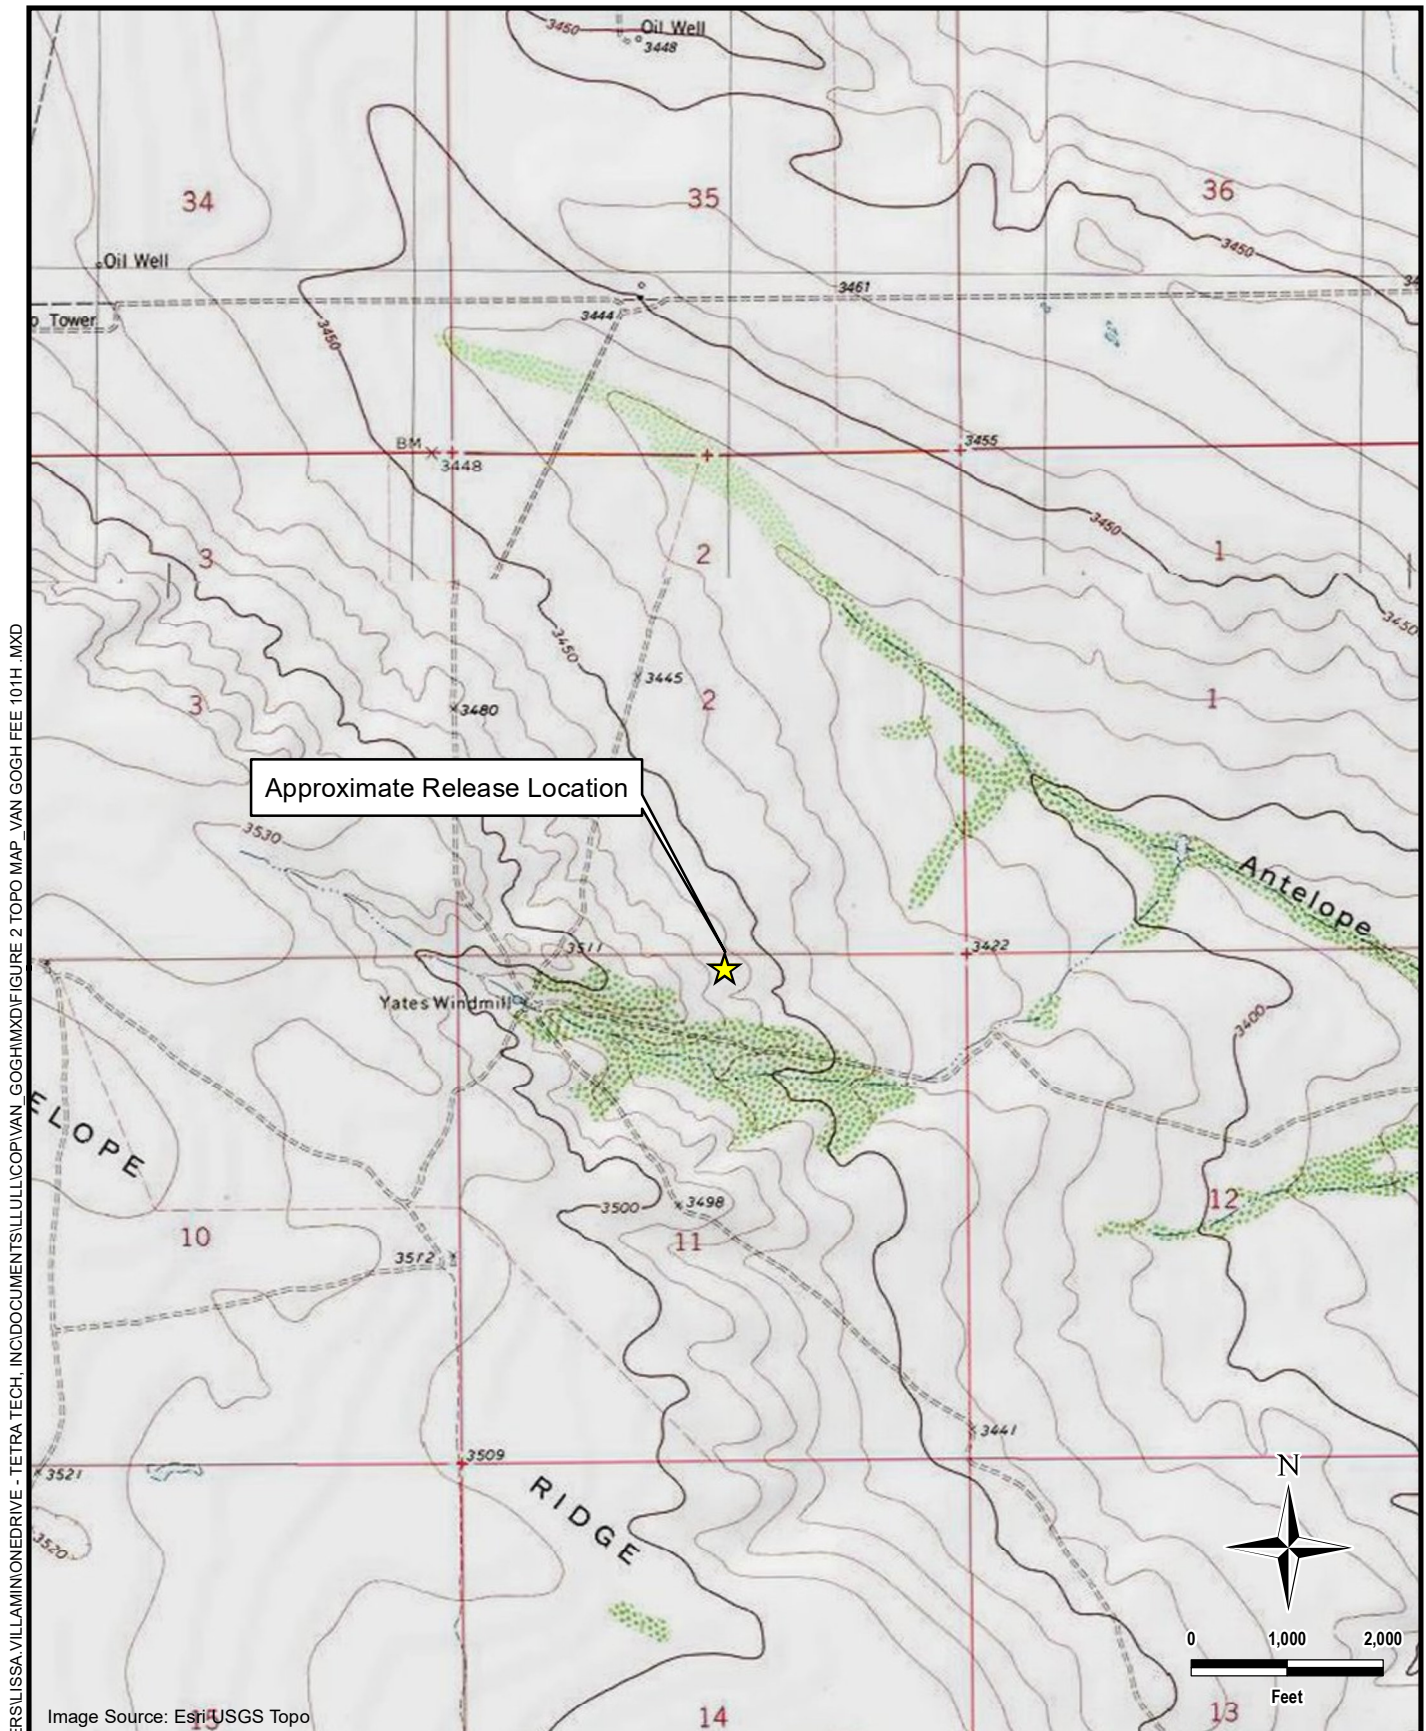 3450
Oil Well
3448
34
35
36
3450
Oil Well
3461
Tower
3444
3450
BM
3448
3455
3450
3
2
1
3450
3450
3445
3
2
1
3480
Approximate Release Location
3530
Antelope
3511
3422
Yates Windmill
3400
ELOPE
12
3498
3500
10
11
3512
3441
3509
3521
RIDGE
N
3520
0 1,000 2,000
Feet
Image Source: Esri USGS Topo
15
14
13
ERS\LISSA.VILLAMIN\ONEDRIVE - TETRA TECH, INC\DOCUMENTS\LLULL\COP\VAN_GOGH\MXD\FIGURE 2 TOPO MAP_VAN GOGH FEE 101H .MXD